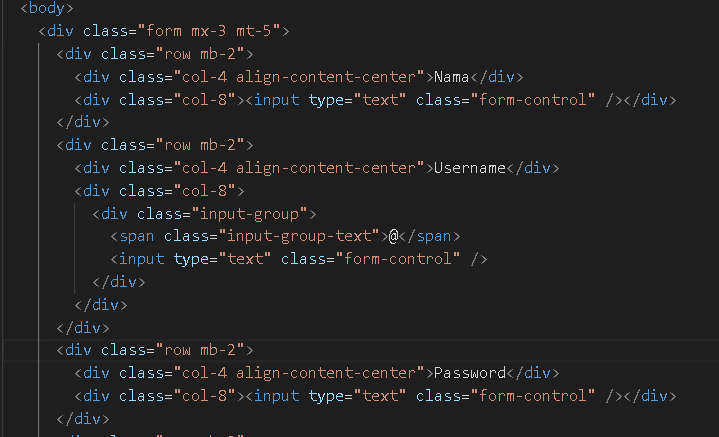 <body>
<div class="form mx-3 mt-5">
<div class="row mb-2">
<div class="col-4 align-content-center">Nama</div>
<div class="col-8"><input type="text" class="form-control" /></div>
</div>
<div class="row mb-2">
<div class="col-4 align-content-center">Username</div>
<div class="col-8">
<div class="input-group">
<span class="input-group-text">@</span>
<input type="text" class="form-control" />
</div>
</div>
</div>
<div class="row mb-2">
<div class="col-4 align-content-center">Password</div>
<div class="col-8"><input type="text" class="form-control" /></div>
</div>